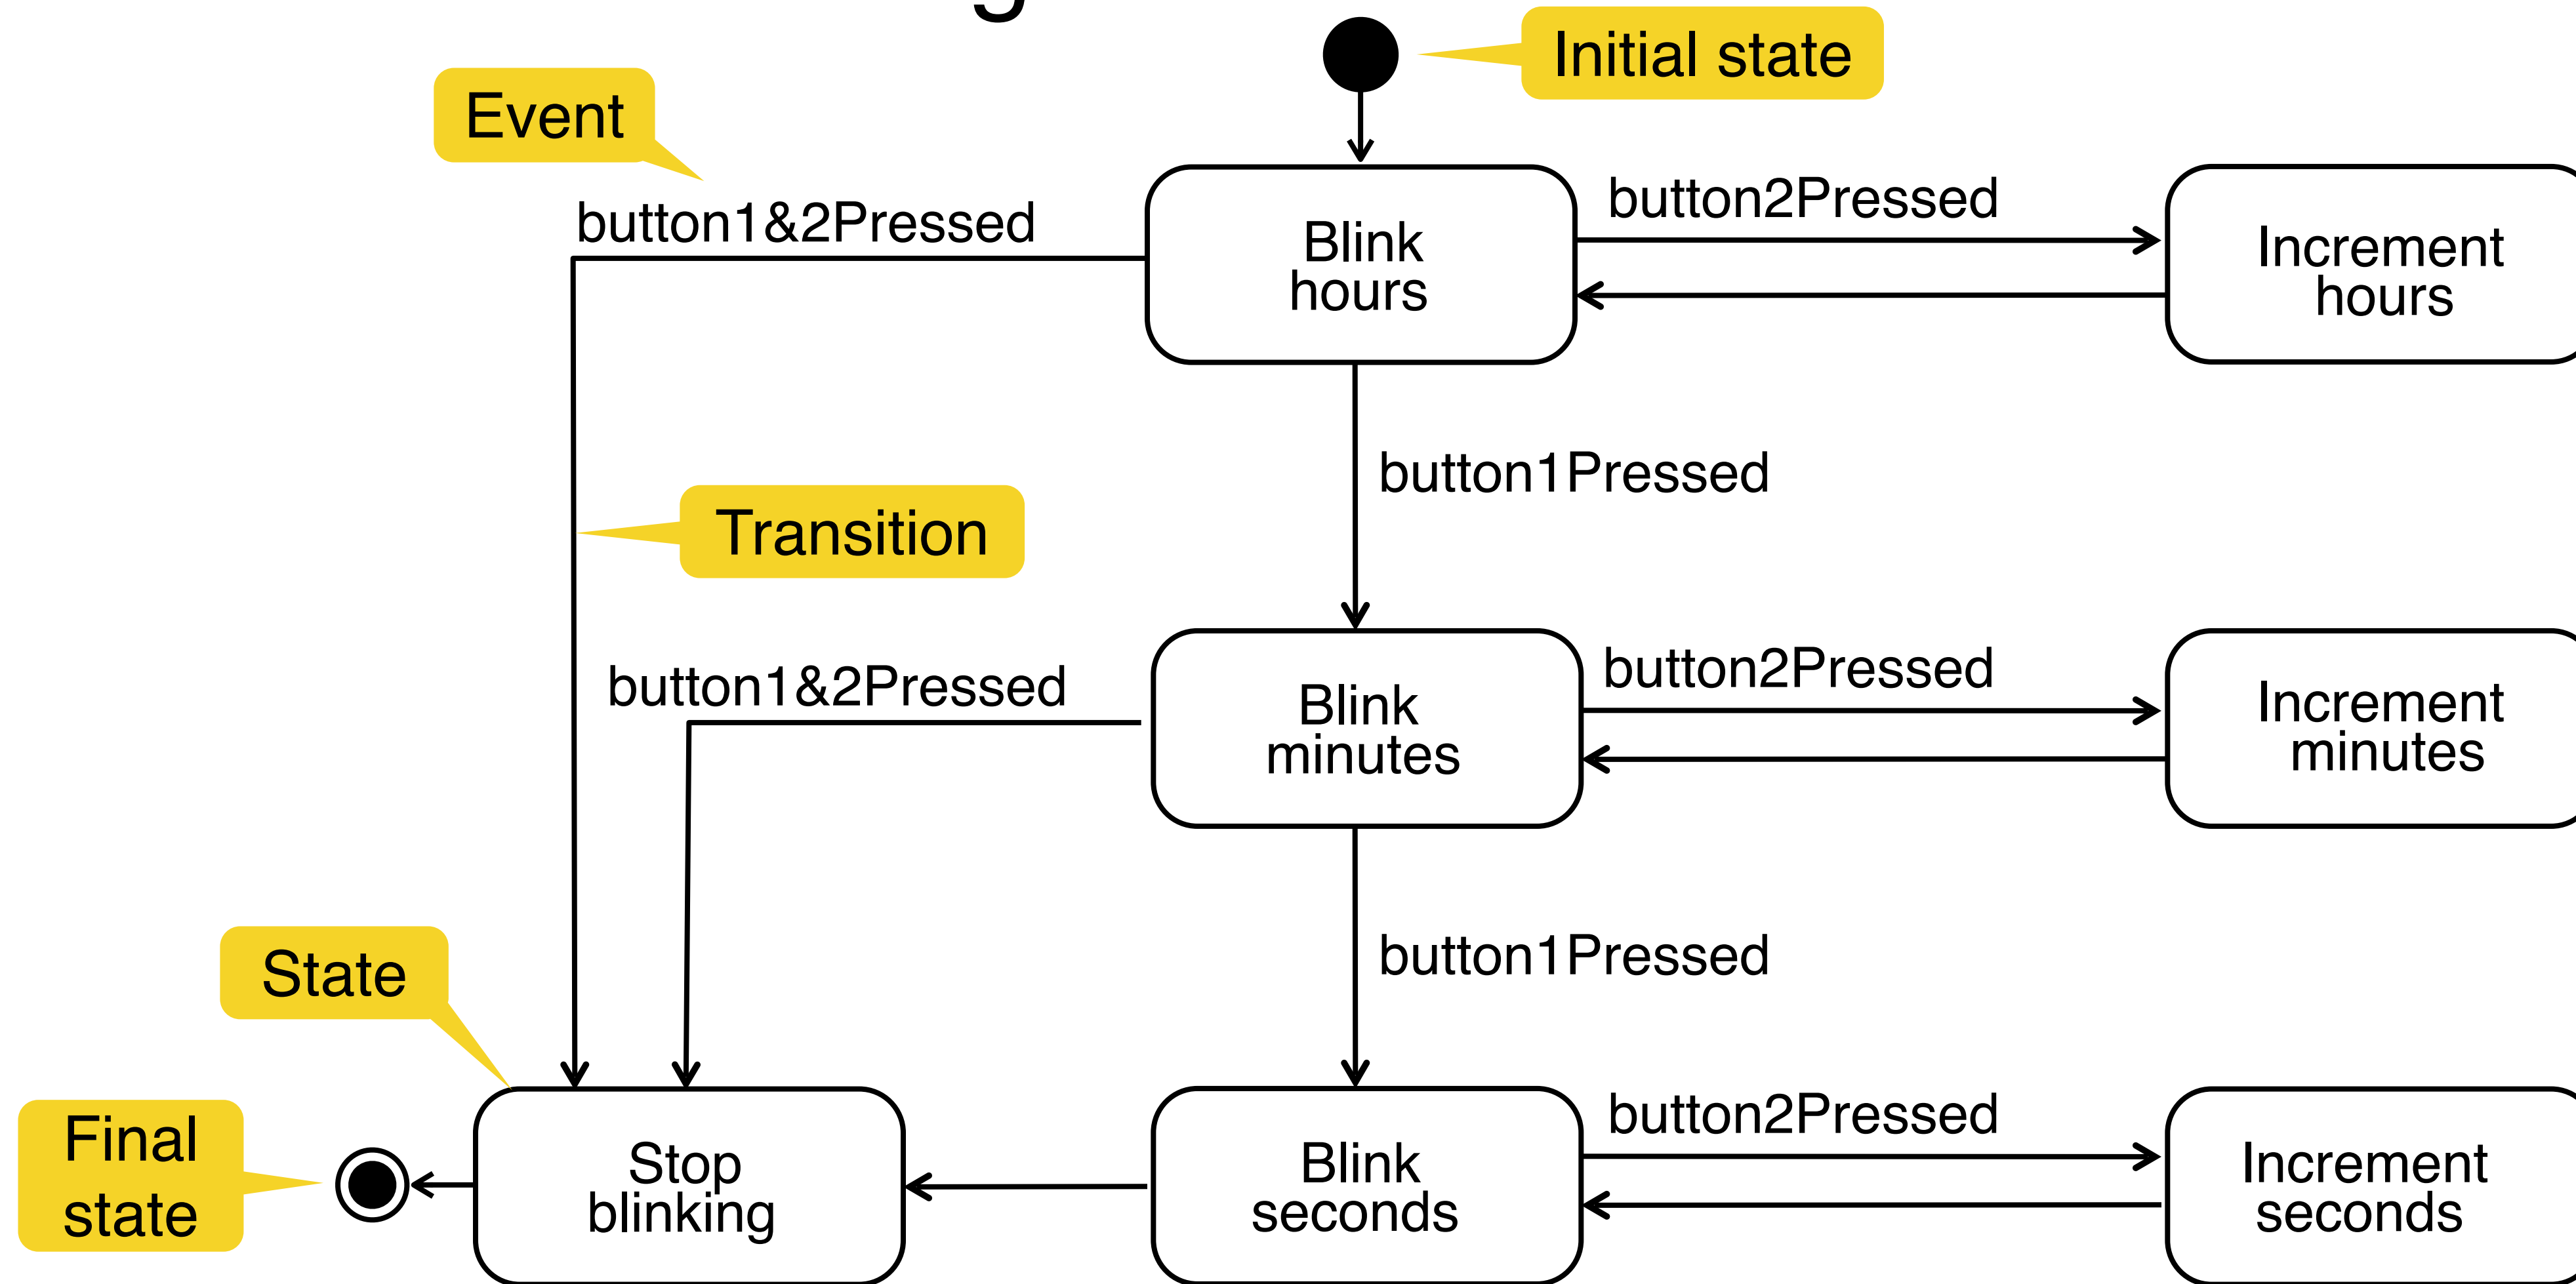 Initial state
Event
button1&2Pressed
button2Pressed
Blink
hours
Increment
hours
button1Pressed
Transition
button1&2Pressed
button2Pressed
Blink
minutes
Increment
minutes
button1Pressed
State
Final
state
Stop
blinking
Blink
seconds
button2Pressed
Increment
seconds